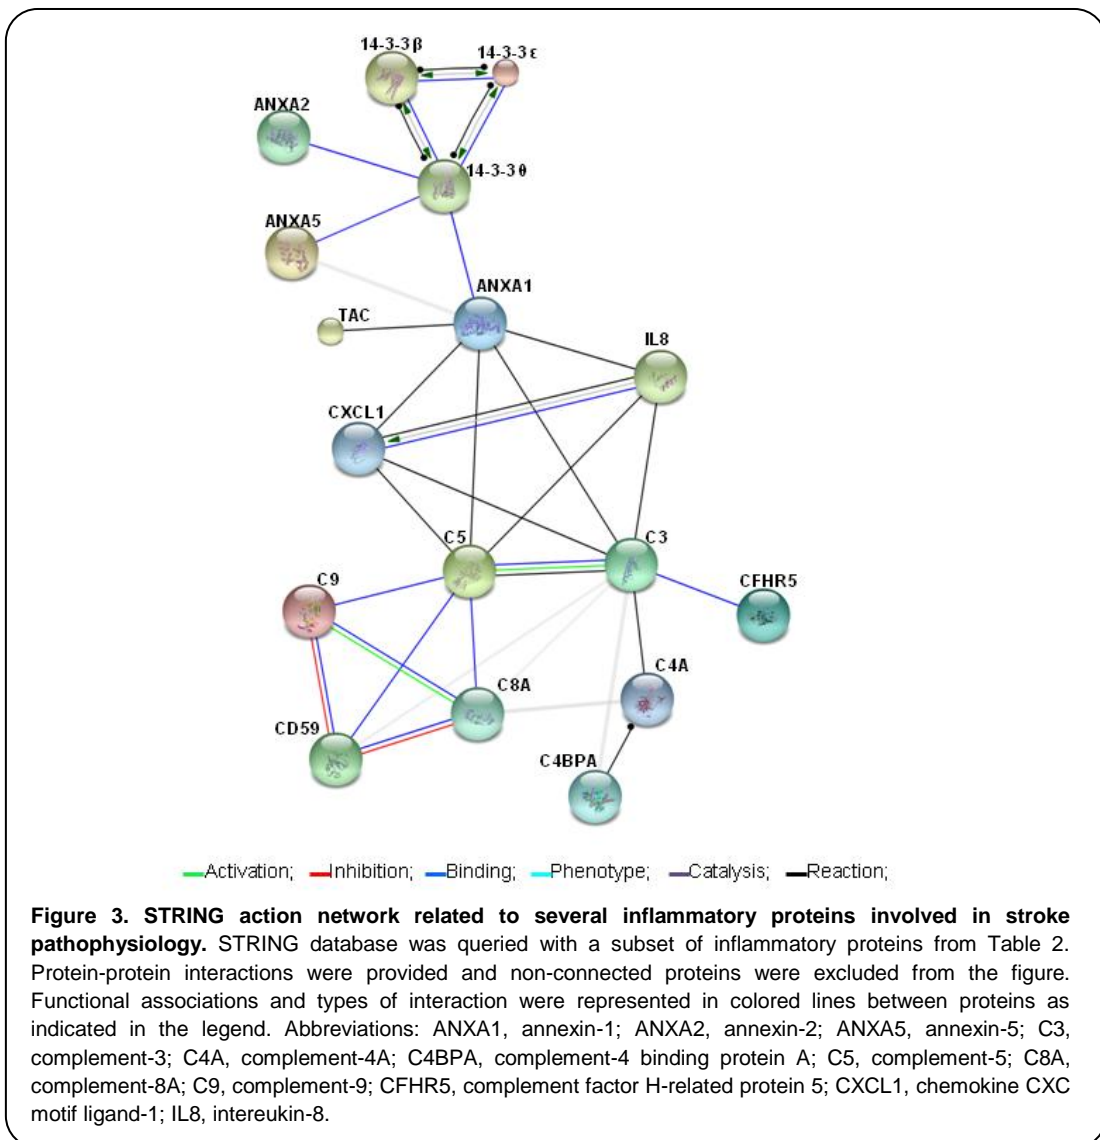 14-3-3 β
14-3-3 ε
ANXA2
14-3-3 θ
ANXA5
ANXA1
TAC
IL8
CXCL1
C5
C3
C9
CFHR5
C8A
C4A
CD59
C4BPA
Activation; Inhibition; Binding; Phenotype; Catalysis; Reaction;
Figure 3. STRING action network related to several inflammatory proteins involved in stroke
pathophysiology. STRING database was queried with a subset of inflammatory proteins from Table 2.
Protein-protein interactions were provided and non-connected proteins were excluded from the figure.
Functional associations and types of interaction were represented in colored lines between proteins as
indicated in the legend. Abbreviations: ANXA1, annexin-1; ANXA2, annexin-2; ANXA5, annexin-5; C3,
complement-3; C4A, complement-4A; C4BPA, complement-4 binding protein A; C5, complement-5; C8A,
complement-8A; C9, complement-9; CFHR5, complement factor H-related protein 5; CXCL1, chemokine CXC
motif ligand-1; IL8, intereukin-8.